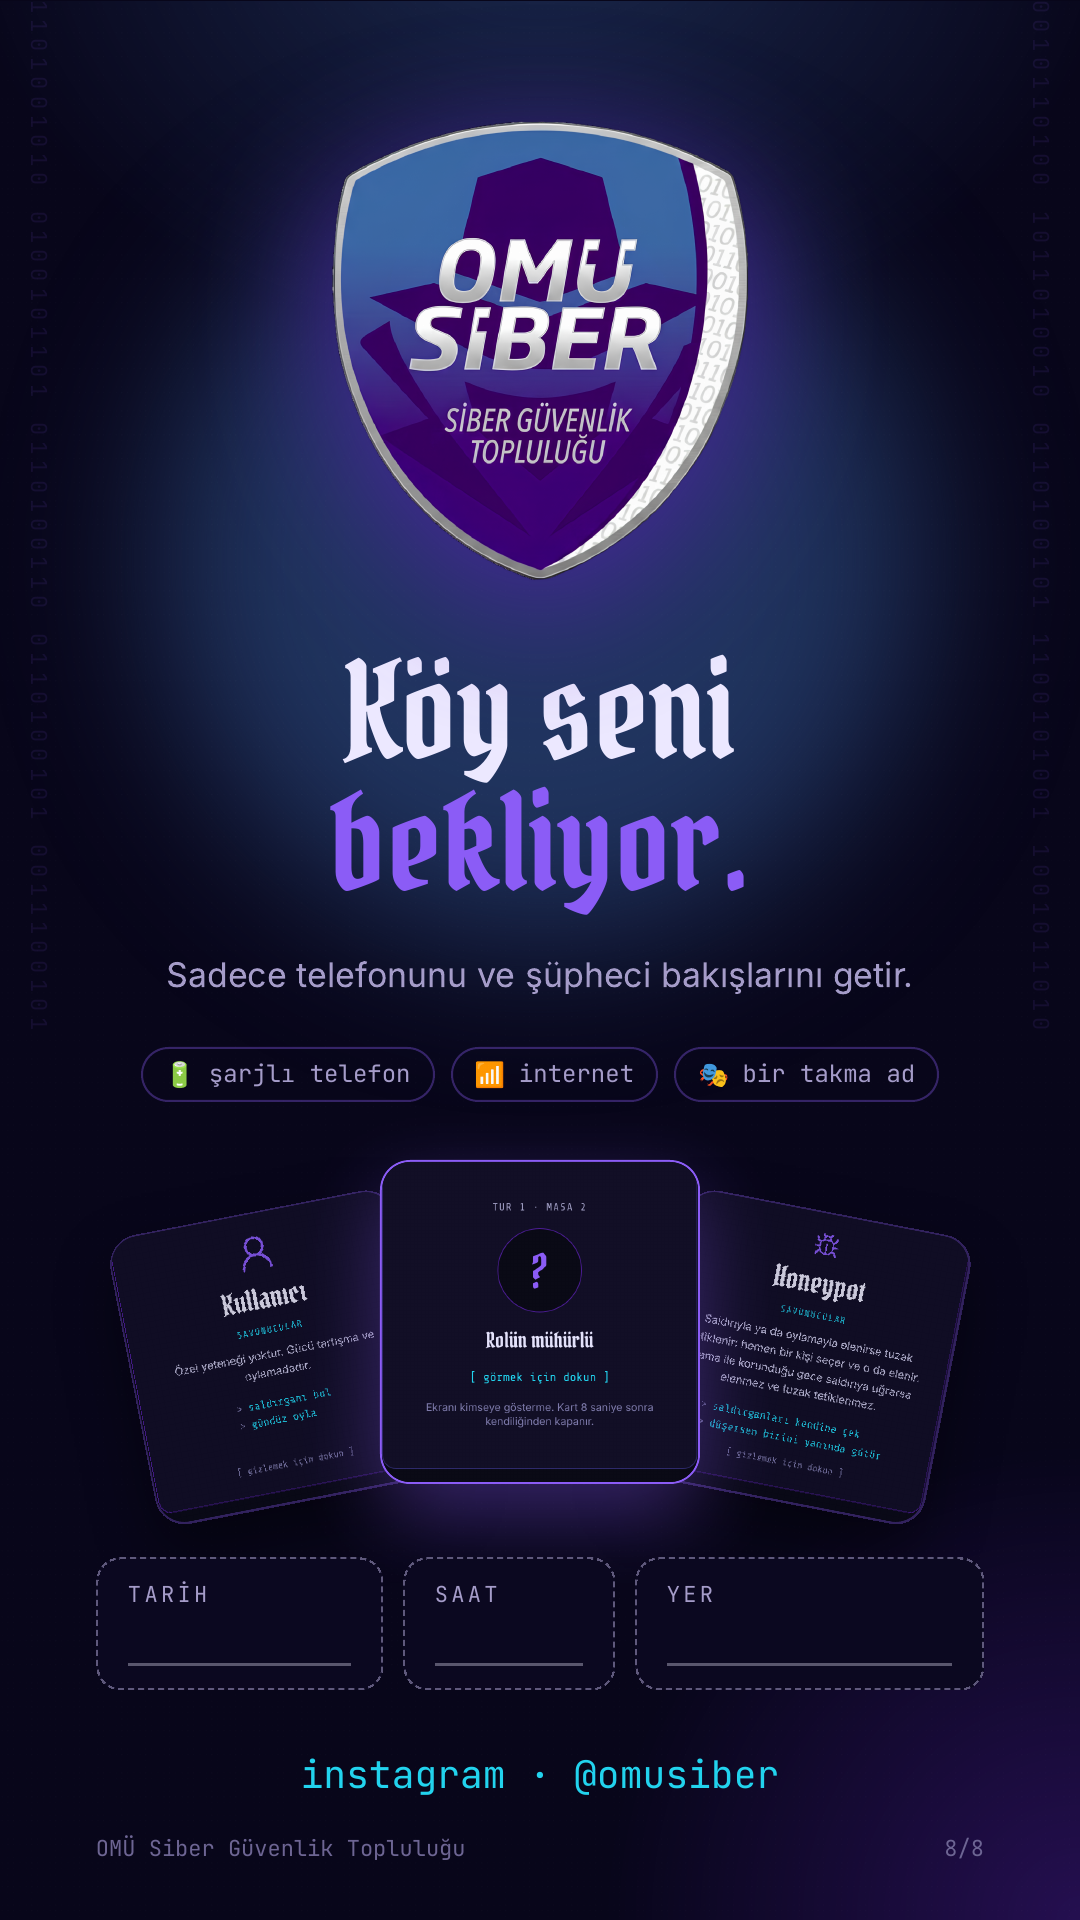 OMÜ
SİBER
SİBER GÜVENLİK
TOPLULUĞU
Köy seni
bekliyor.
Sadece telefonunu ve şüpheci bakışlarını getir.
şarjlı telefon
internet
bir takma ad
Kullanıcı
SAVUNUCULAR
Özel yeteneği yoktur. Gücü tartışma ve
oylamadadır.
> saldırganı bul
> gündüz oyla
[ gizlemek için dokun ]
TUR 1 · MASA 2
?
Rolün mühürlü
[ görmek için dokun ]
Ekranı kimseye gösterme. Kart 8 saniye sonra
kendiliğinden kapanır.
Honeypot
SAVUNUCULAR
Saldırıyla ya da oylamayla elenirse tuzak
hemen bir kişi seçer ve o da elenir.
ile korunduğu gece saldırıya uğrarsa
elenmez ve tuzak tetiklenmez.
> saldırganları kendine çek
> düşersen birini yanında götür
[ gizlemek için dokun ]
TARİH
SAAT
YER
instagram · @omusiber
OMÜ Siber Güvenlik Topluluğu
8/8